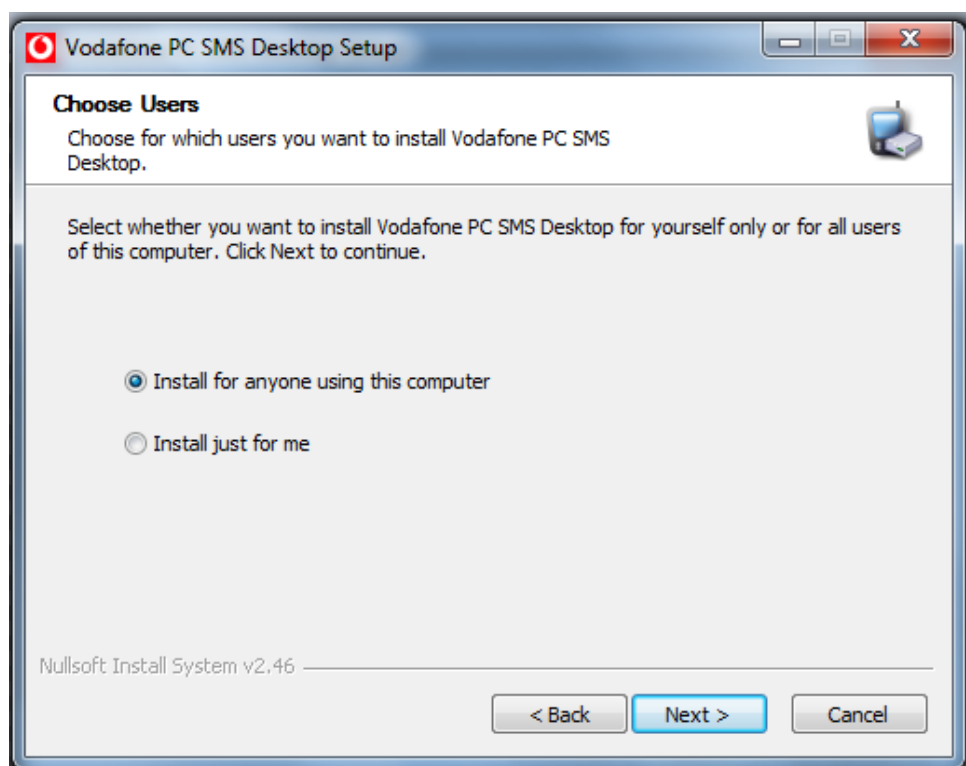 Vodafone PC SMS Desktop Setup
Choose Users
Choose for which users you want to install Vodafone PC SMS
Desktop.
Select whether you want to install Vodafone PC SMS Desktop for yourself only or for all users
of this computer. Click Next to continue.
Install for anyone using this computer
Install just for me
Nullsoft Install System v2.46
< Back Next > Cancel